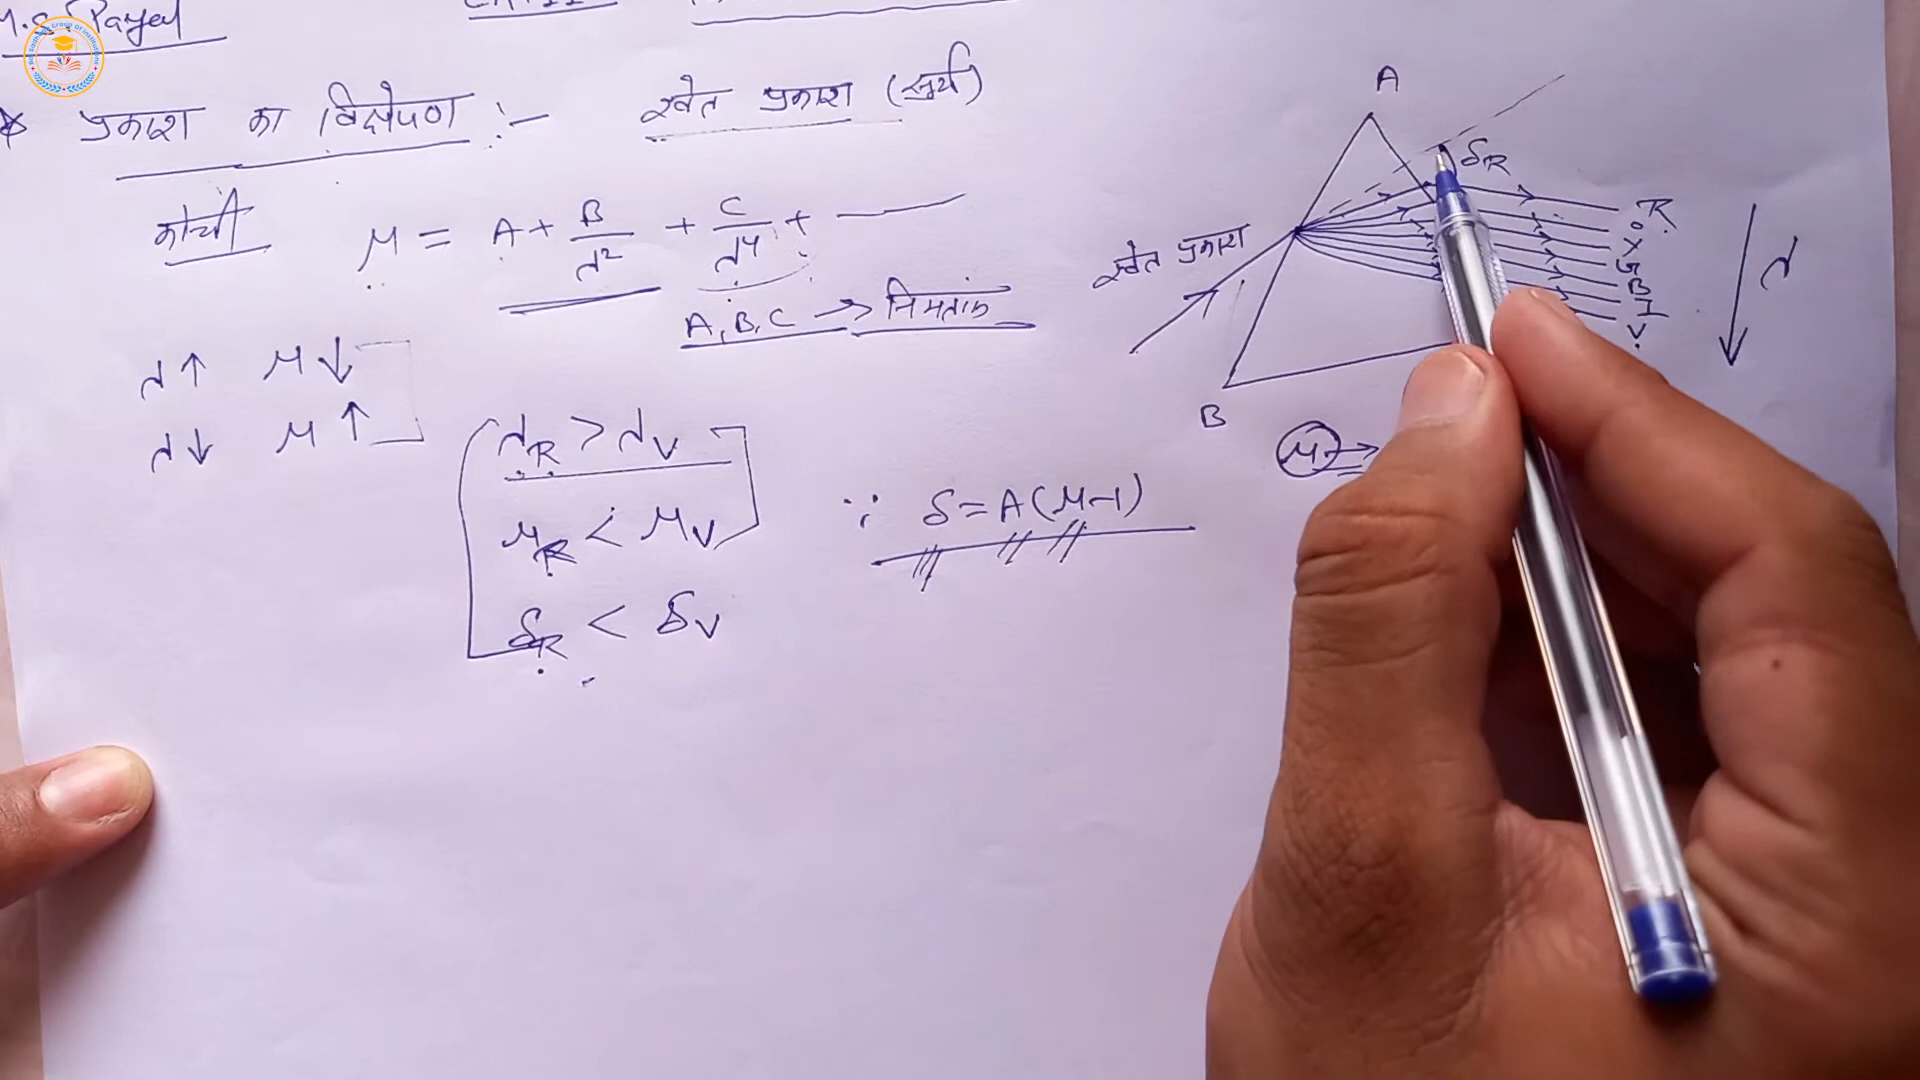 M.S. Payal
प्रकाश का विक्षेपण :- श्वेत प्रकाश (सूर्य)
कोशी μ = A + B/λ² + C/λ⁴ +
A, B, C → नियतांक
λ↑ μ↓
λ↓ μ↑
λR > λV
μR < μV
∵ δ = A(μ-1)
δR < δV
A
δR
श्वेत प्रकाश
R
O
Y
G
B
I
V
λ
B
μ →